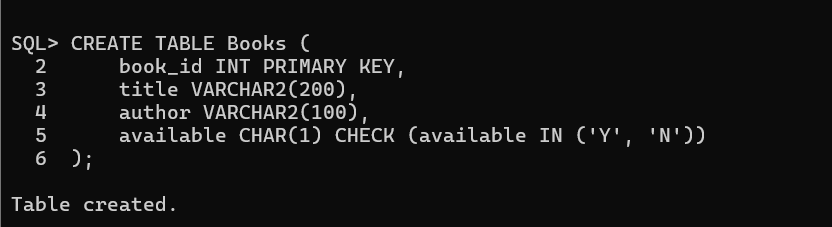 SQL> CREATE TABLE Books (
  2      book_id INT PRIMARY KEY,
  3      title VARCHAR2(200),
  4      author VARCHAR2(100),
  5      available CHAR(1) CHECK (available IN ('Y', 'N'))
  6  );
Table created.